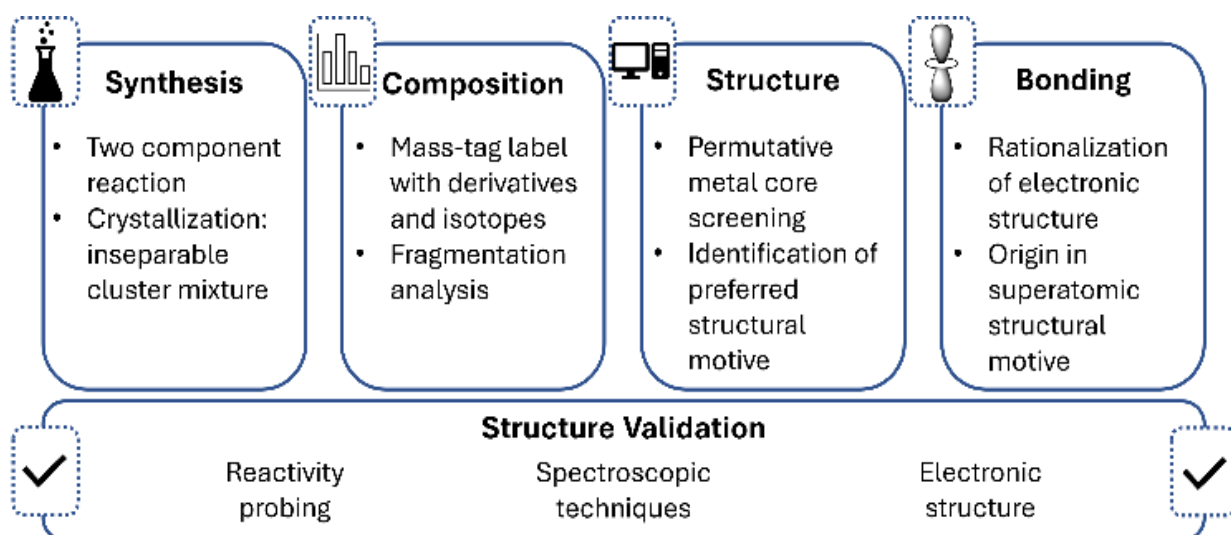 Synthesis
• Two component
reaction
• Crystallization:
inseparable
cluster mixture
Composition
• Mass-tag label
with derivatives
and isotopes
• Fragmentation
analysis
Structure
• Permutative
metal core
screening
• Identification of
preferred
structural
motive
Bonding
• Rationalization
of electronic
structure
• Origin in
superatomic
structural
motive
Structure Validation
Reactivity
probing
Spectroscopic
techniques
Electronic
structure